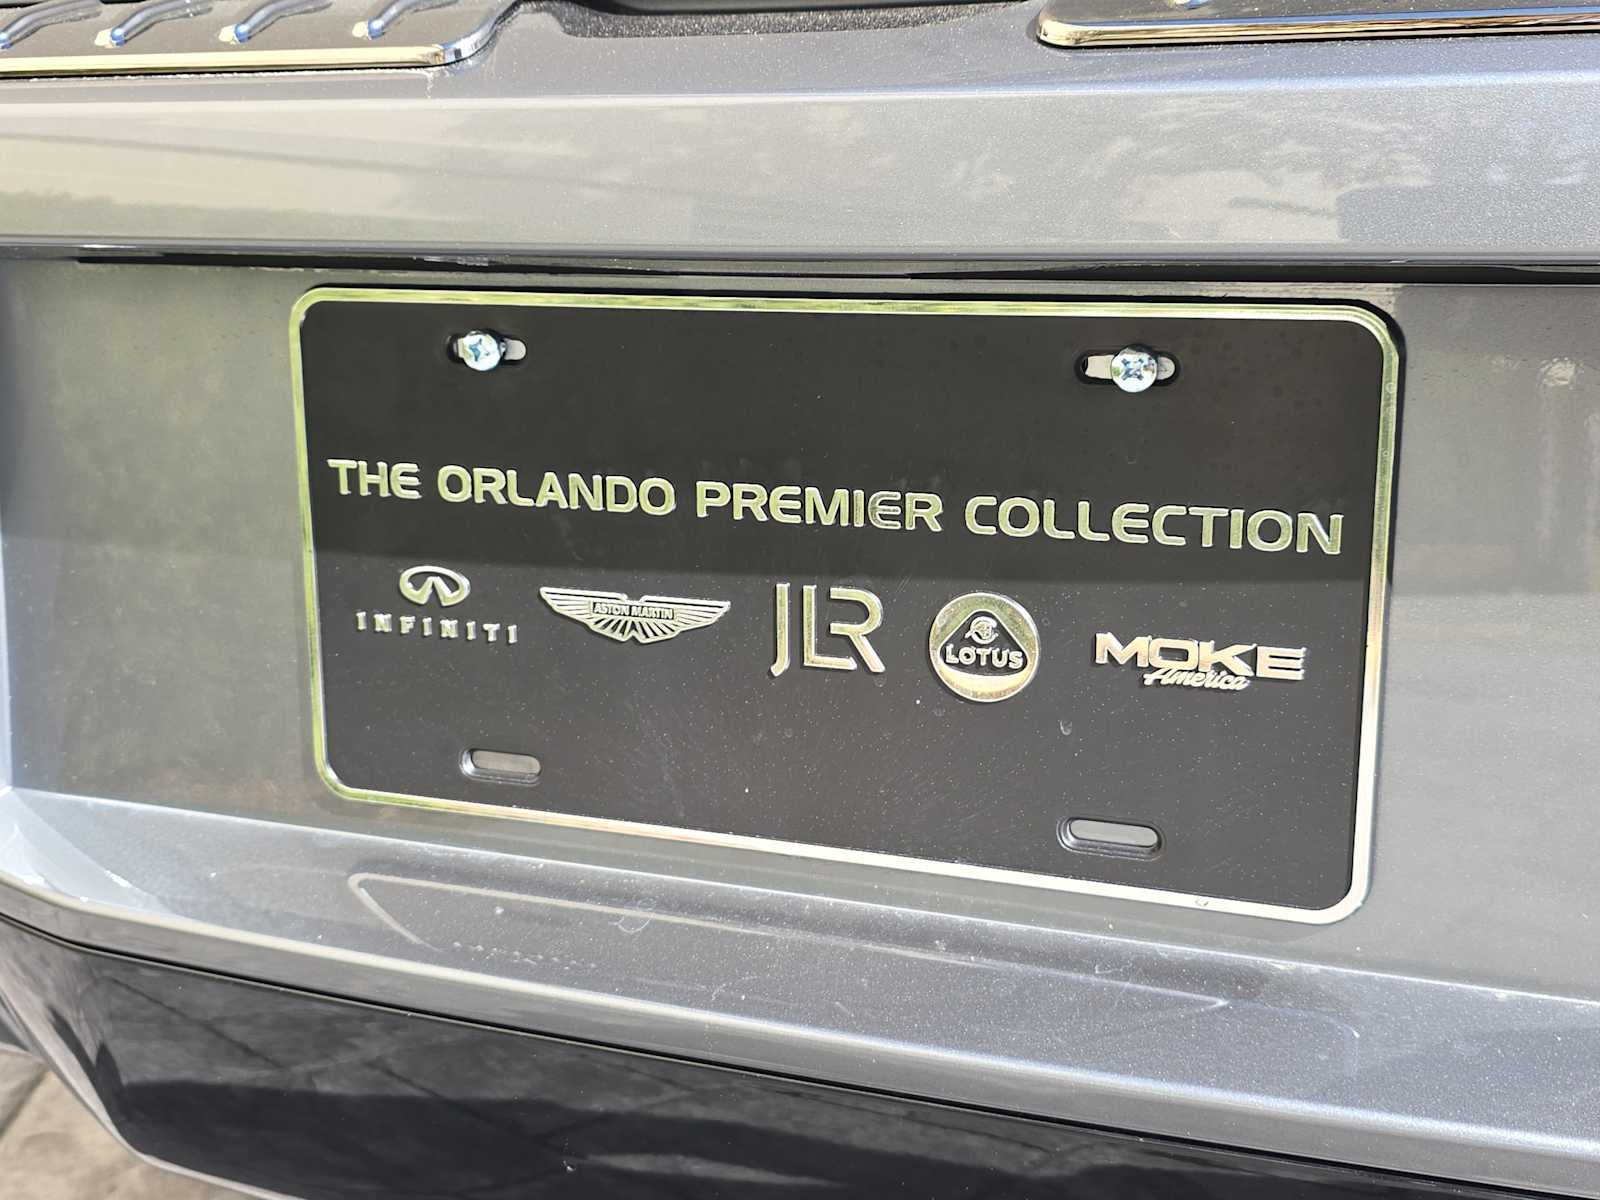 THE ORLANDO PREMIER COLLECTION
INFINITI
ASTON MARTIN
JLR
LOTUS
MOKE
America